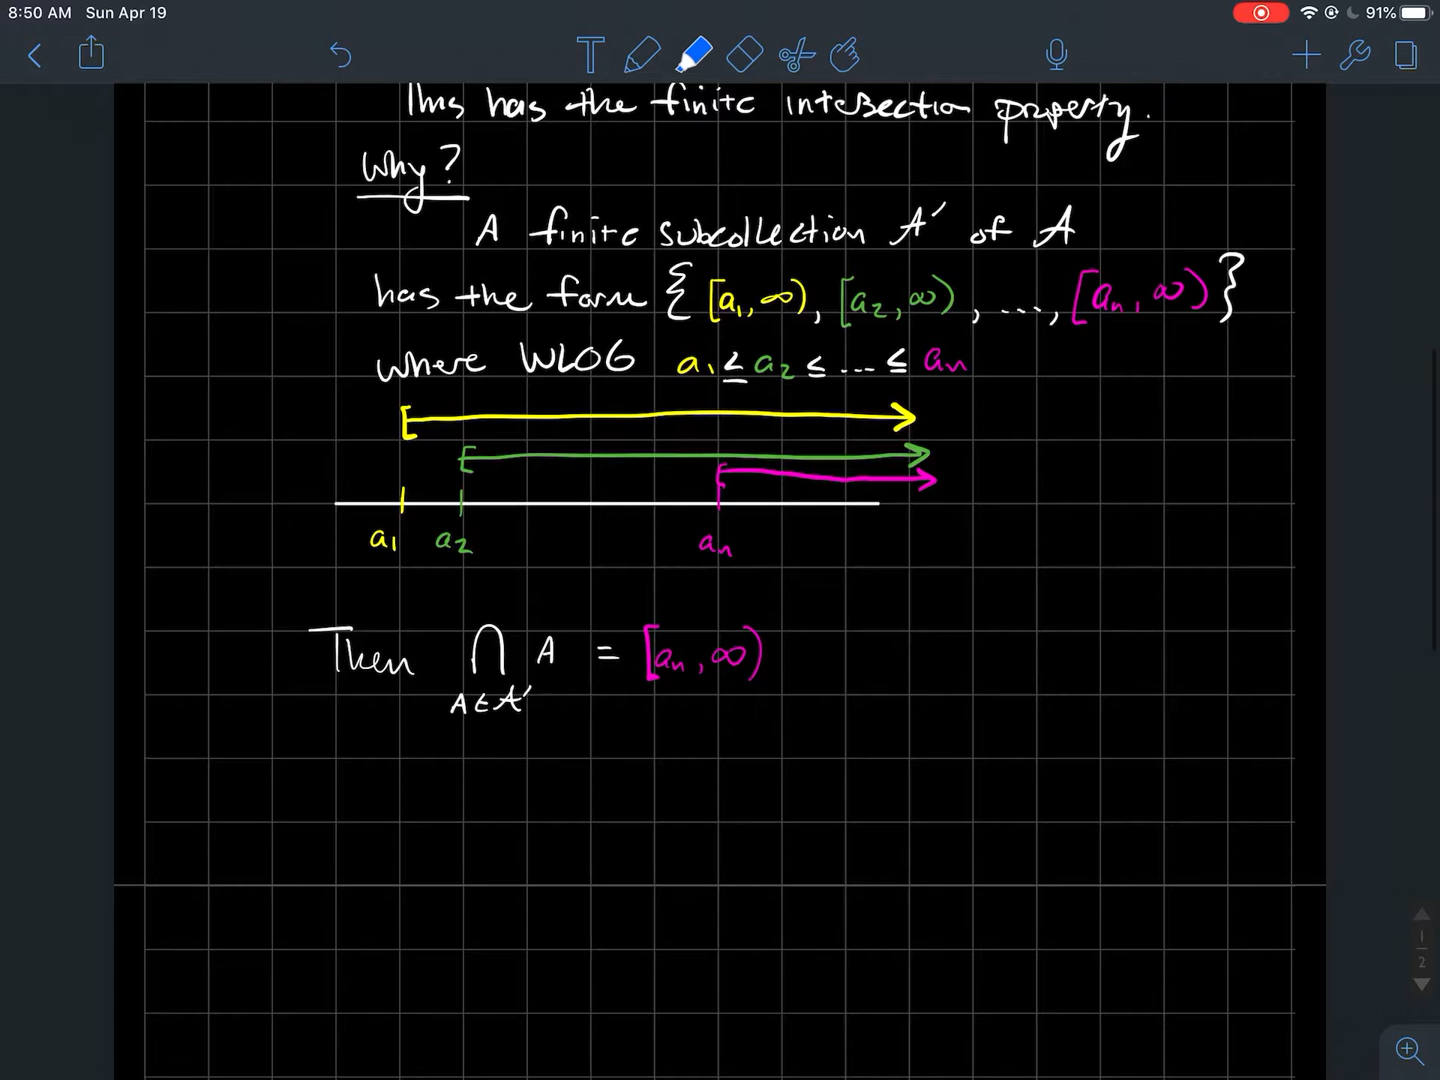 8:50 AM Sun Apr 19
91%
This has the finite intersection property.
Why?
A finite subcollection A' of A
has the form { [a1, ∞), [a2, ∞), ..., [an, ∞) }
where WLOG a1 ≤ a2 ≤ ... ≤ an
a1 a2 an
Then ⋂ A = [an, ∞)
A ∈ A'
1
2